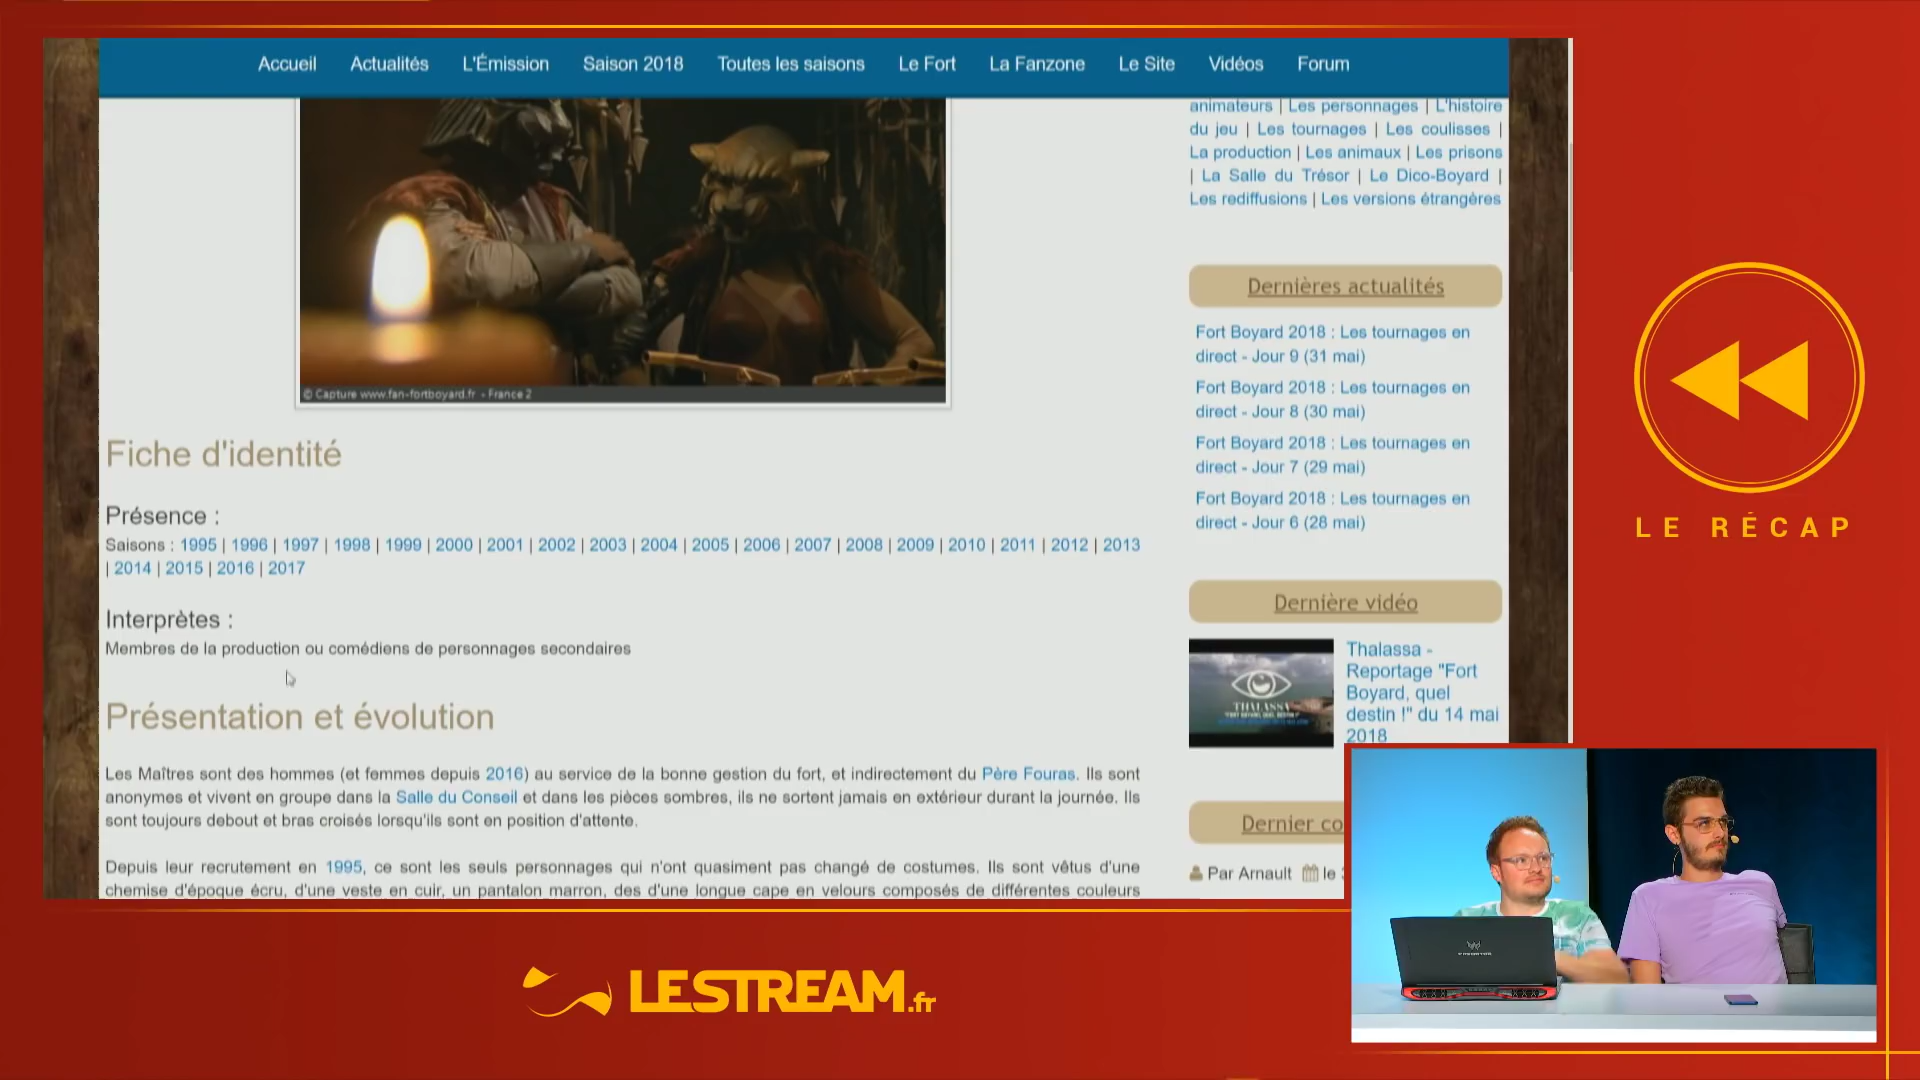 Accueil Actualités L'Émission Saison 2018 Toutes les saisons Le Fort La Fanzone Le Site Vidéos Forum
© Capture www.fan-fortboyard.fr - France 2
Fiche d'identité
Présence :
Saisons : 1995 | 1996 | 1997 | 1998 | 1999 | 2000 | 2001 | 2002 | 2003 | 2004 | 2005 | 2006 | 2007 | 2008 | 2009 | 2010 | 2011 | 2012 | 2013
| 2014 | 2015 | 2016 | 2017
Interprètes :
Membres de la production ou comédiens de personnages secondaires
Présentation et évolution
Les Maîtres sont des hommes (et femmes depuis 2016) au service de la bonne gestion du fort, et indirectement du Père Fouras. Ils sont
anonymes et vivent en groupe dans la Salle du Conseil et dans les pièces sombres, ils ne sortent jamais en extérieur durant la journée. Ils
sont toujours debout et bras croisés lorsqu'ils sont en position d'attente.
Depuis leur recrutement en 1995, ce sont les seuls personnages qui n'ont quasiment pas changé de costumes. Ils sont vêtus d'une
chemise d'époque écru, d'une veste en cuir, un pantalon marron, des d'une longue cape en velours composés de différentes couleurs
animateurs | Les personnages | L'histoire
du jeu | Les tournages | Les coulisses |
La production | Les animaux | Les prisons
| La Salle du Trésor | Le Dico-Boyard |
Les rediffusions | Les versions étrangères
Dernières actualités
Fort Boyard 2018 : Les tournages en
direct - Jour 9 (31 mai)
Fort Boyard 2018 : Les tournages en
direct - Jour 8 (30 mai)
Fort Boyard 2018 : Les tournages en
direct - Jour 7 (29 mai)
Fort Boyard 2018 : Les tournages en
direct - Jour 6 (28 mai)
Dernière vidéo
THALASSA
Thalassa -
Reportage "Fort
Boyard, quel
destin !" du 14 mai
2018
Dernier co
Par Arnault le
LE RÉCAP
LESTREAM.fr